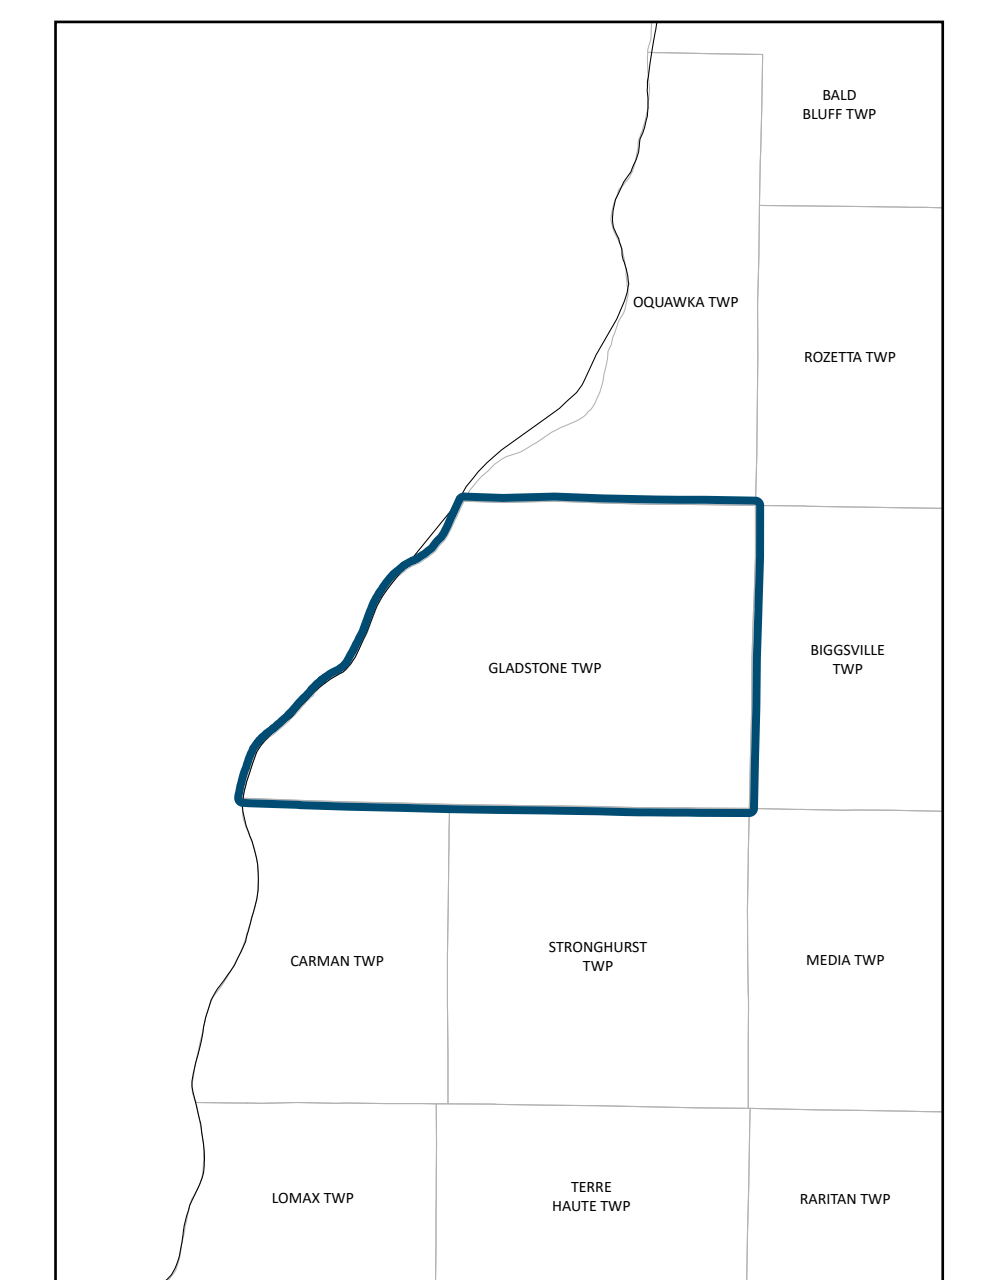 BALD
BLUFF TWP
OQUAWKA TWP
ROZETTA TWP
BIGGSVILLE
TWP
GLADSTONE TWP
STRONGHURST
TWP
CARMAN TWP
MEDIA TWP
TERRE
HAUTE TWP
LOMAX TWP
RARITAN TWP